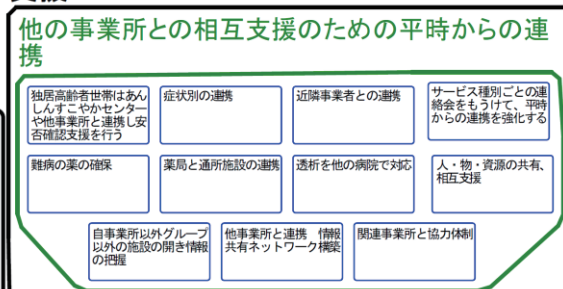 他の事業所との相互支援のための平時からの連
携
独居高齢者世帯はあん
しんすこやかセンター
や他事業所と連携し安
否確認支援を行う
症状別の連携
近隣事業者との連携
サービス種別ごとの連
絡会をもうけて、平時
からの連携を強化する
難病の薬の確保
薬局と通所施設の連携
透析を他の病院で対応
人・物・資源の共有、
相互支援
自事業所以外グループ
以外の施設の開き情報
の把握
他事業所と連携　情報
共有ネットワーク構築
関連事業所と協力体制